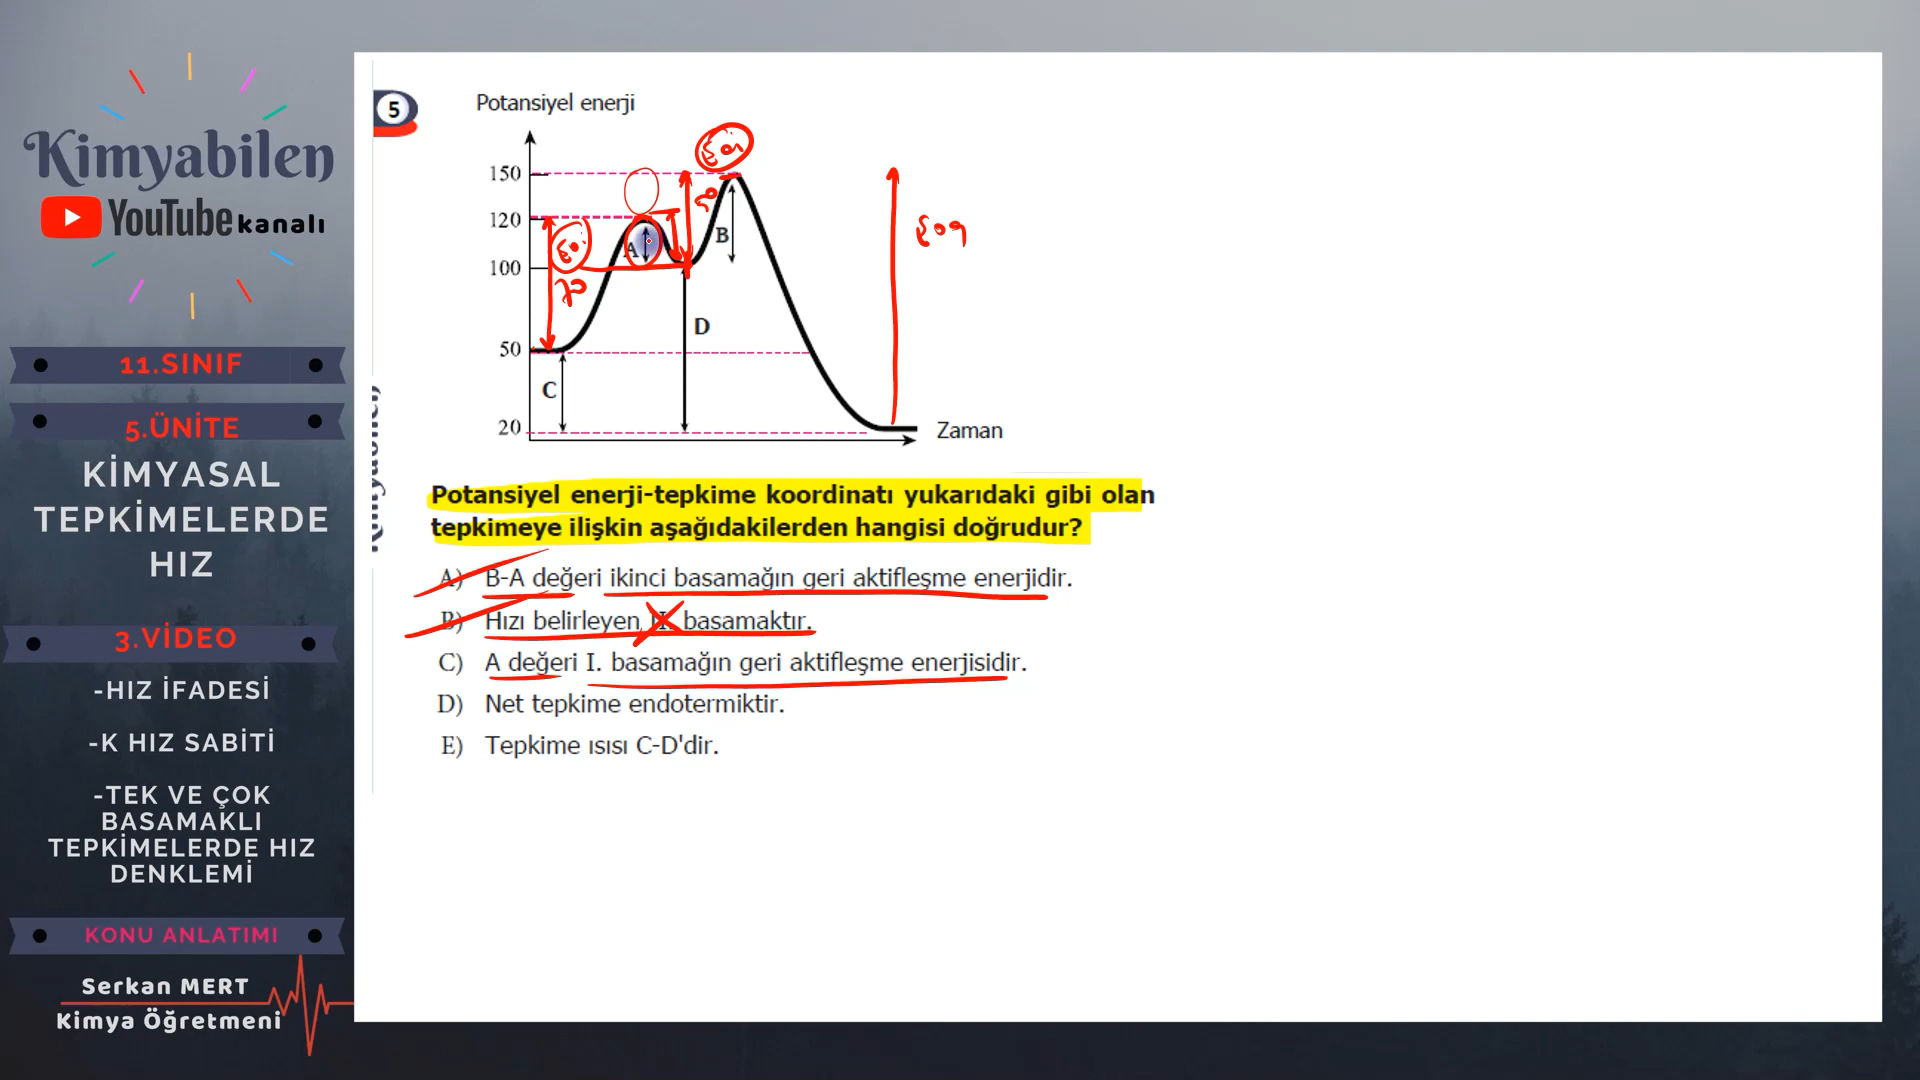 Kimyabilen
YouTube kanalı
11.SINIF
5.ÜNİTE
KİMYASAL
TEPKİMELERDE
HIZ
3.VİDEO
-HIZ İFADESİ
-K HIZ SABİTİ
-TEK VE ÇOK
BASAMAKLI
TEPKİMELERDE HIZ
DENKLEMİ
KONU ANLATIMI
Serkan MERT
Kimya Öğretmeni
5
Potansiyel enerji
150
120
100
50
20
A
B
C
D
70
50
Zaman
Potansiyel enerji-tepkime koordinatı yukarıdaki gibi olan
tepkimeye ilişkin aşağıdakilerden hangisi doğrudur?
A) B-A değeri ikinci basamağın geri aktifleşme enerjidir.
B) Hızı belirleyen basamaktır.
C) A değeri I. basamağın geri aktifleşme enerjisidir.
D) Net tepkime endotermiktir.
E) Tepkime ısısı C-D'dir.